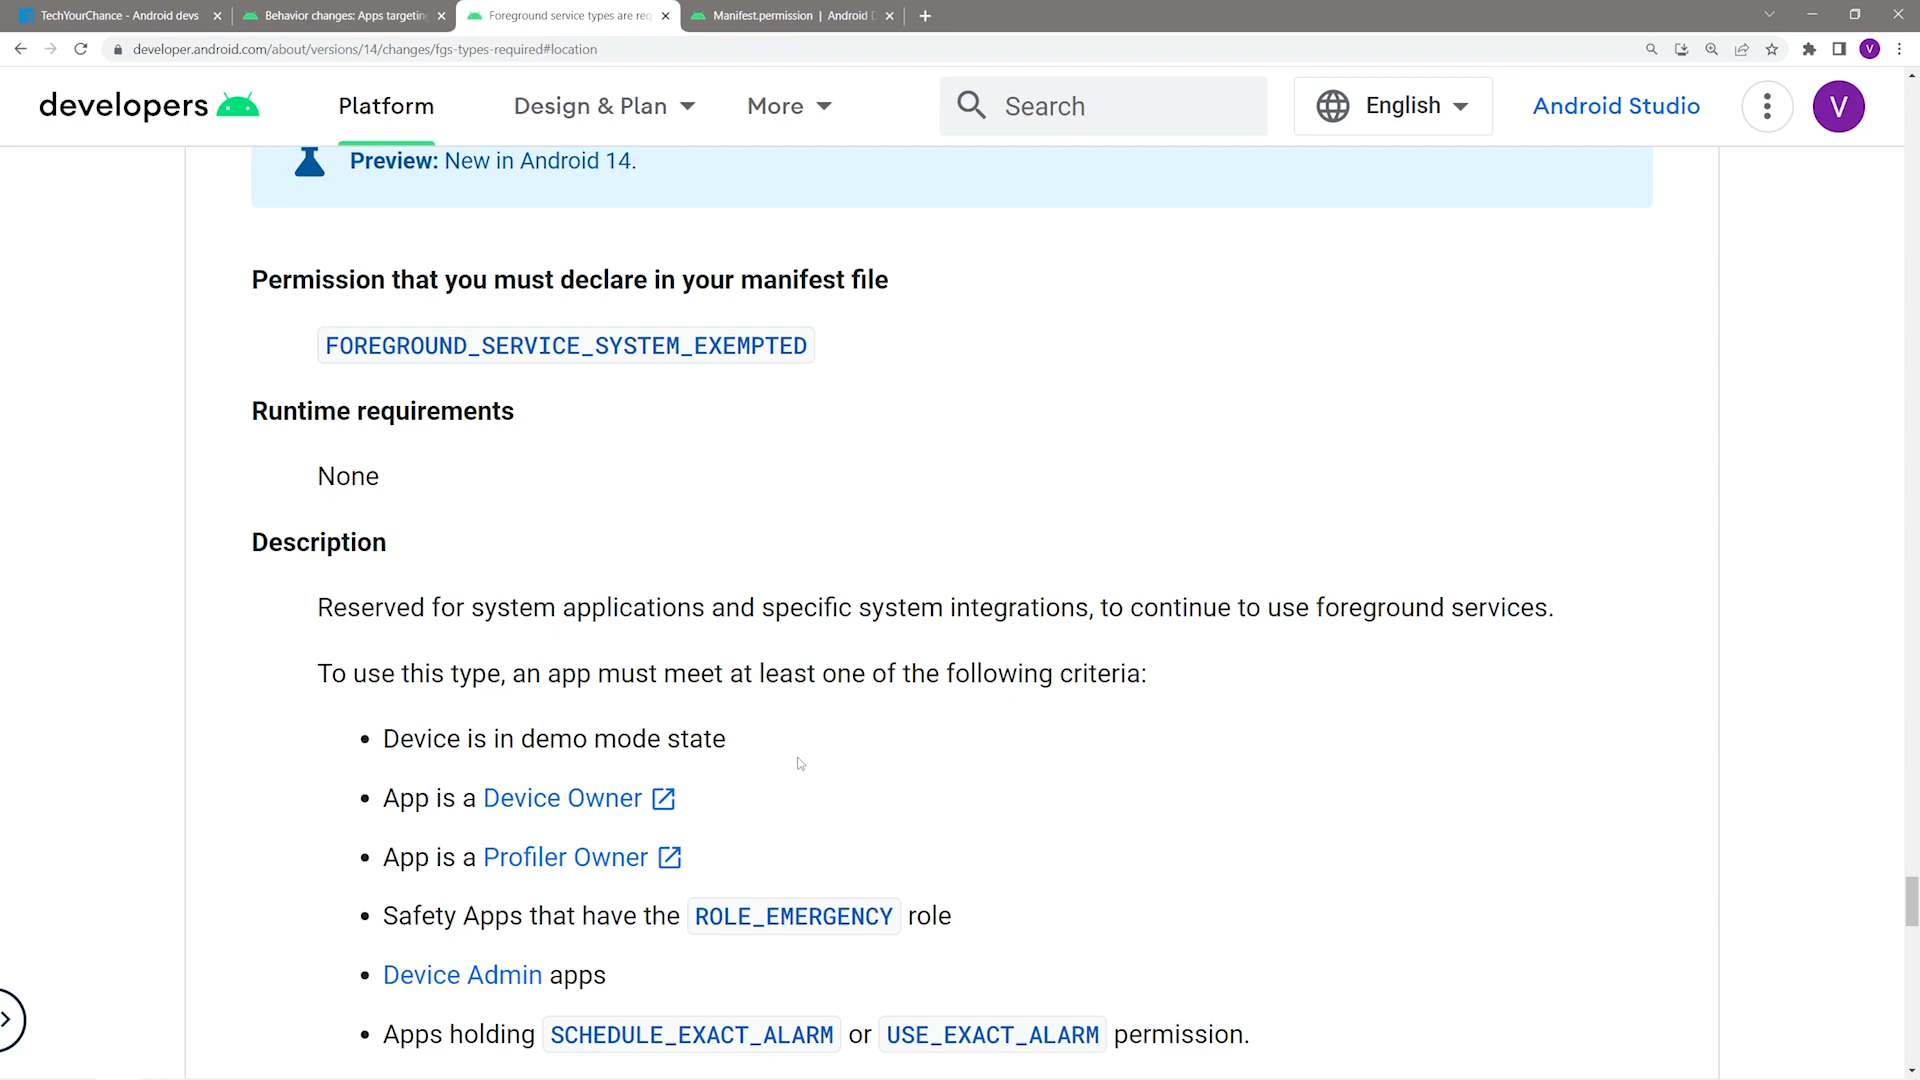 TechYourChance - Android devs
Behavior changes: Apps targeting
Foreground service types are req
Manifest.permission | Android D
developer.android.com/about/versions/14/changes/fgs-types-required#location
V
developers
Platform
Design & Plan
More
Search
English
Android Studio
V
Preview: New in Android 14.
Permission that you must declare in your manifest file
FOREGROUND_SERVICE_SYSTEM_EXEMPTED
Runtime requirements
None
Description
Reserved for system applications and specific system integrations, to continue to use foreground services.
To use this type, an app must meet at least one of the following criteria:
• Device is in demo mode state
• App is a Device Owner
• App is a Profiler Owner
• Safety Apps that have the ROLE_EMERGENCY role
• Device Admin apps
• Apps holding SCHEDULE_EXACT_ALARM or USE_EXACT_ALARM permission.